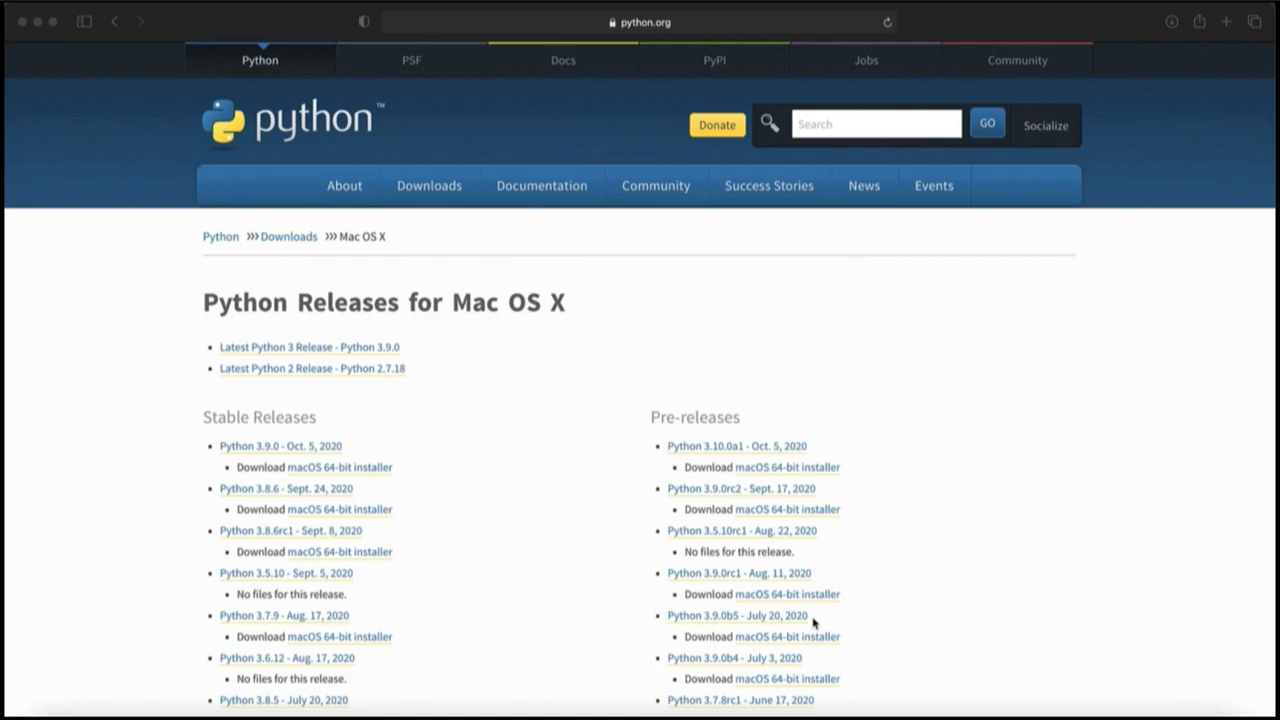 python.org
Python PSF Docs PyPI Jobs Community
python™
Donate Search GO Socialize
About Downloads Documentation Community Success Stories News Events
Python >>> Downloads >>> Mac OS X
Python Releases for Mac OS X
• Latest Python 3 Release - Python 3.9.0
• Latest Python 2 Release - Python 2.7.18
Stable Releases
• Python 3.9.0 - Oct. 5, 2020
• Download macOS 64-bit installer
• Python 3.8.6 - Sept. 24, 2020
• Download macOS 64-bit installer
• Python 3.8.6rc1 - Sept. 8, 2020
• Download macOS 64-bit installer
• Python 3.5.10 - Sept. 5, 2020
• No files for this release.
• Python 3.7.9 - Aug. 17, 2020
• Download macOS 64-bit installer
• Python 3.6.12 - Aug. 17, 2020
• No files for this release.
• Python 3.8.5 - July 20, 2020
Pre-releases
• Python 3.10.0a1 - Oct. 5, 2020
• Download macOS 64-bit installer
• Python 3.9.0rc2 - Sept. 17, 2020
• Download macOS 64-bit installer
• Python 3.5.10rc1 - Aug. 22, 2020
• No files for this release.
• Python 3.9.0rc1 - Aug. 11, 2020
• Download macOS 64-bit installer
• Python 3.9.0b5 - July 20, 2020
• Download macOS 64-bit installer
• Python 3.9.0b4 - July 3, 2020
• Download macOS 64-bit installer
• Python 3.7.8rc1 - June 17, 2020